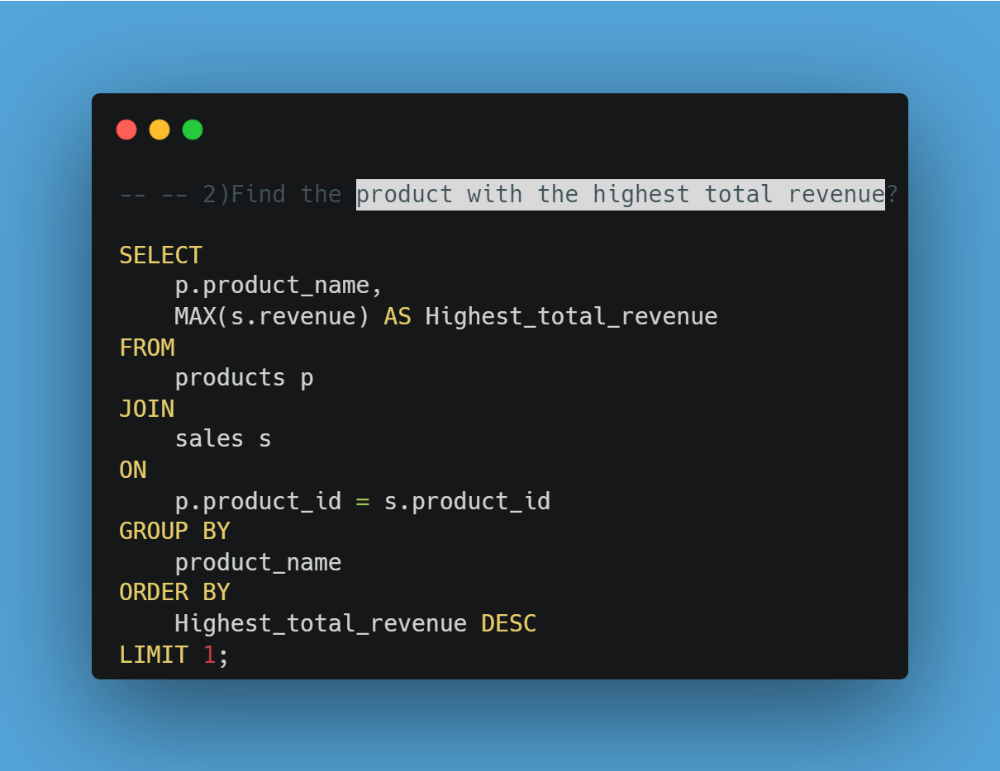 -- -- 2)Find the product with the highest total revenue?
SELECT
    p.product_name,
    MAX(s.revenue) AS Highest_total_revenue
FROM
    products p
JOIN
    sales s
ON
    p.product_id = s.product_id
GROUP BY
    product_name
ORDER BY
    Highest_total_revenue DESC
LIMIT 1;